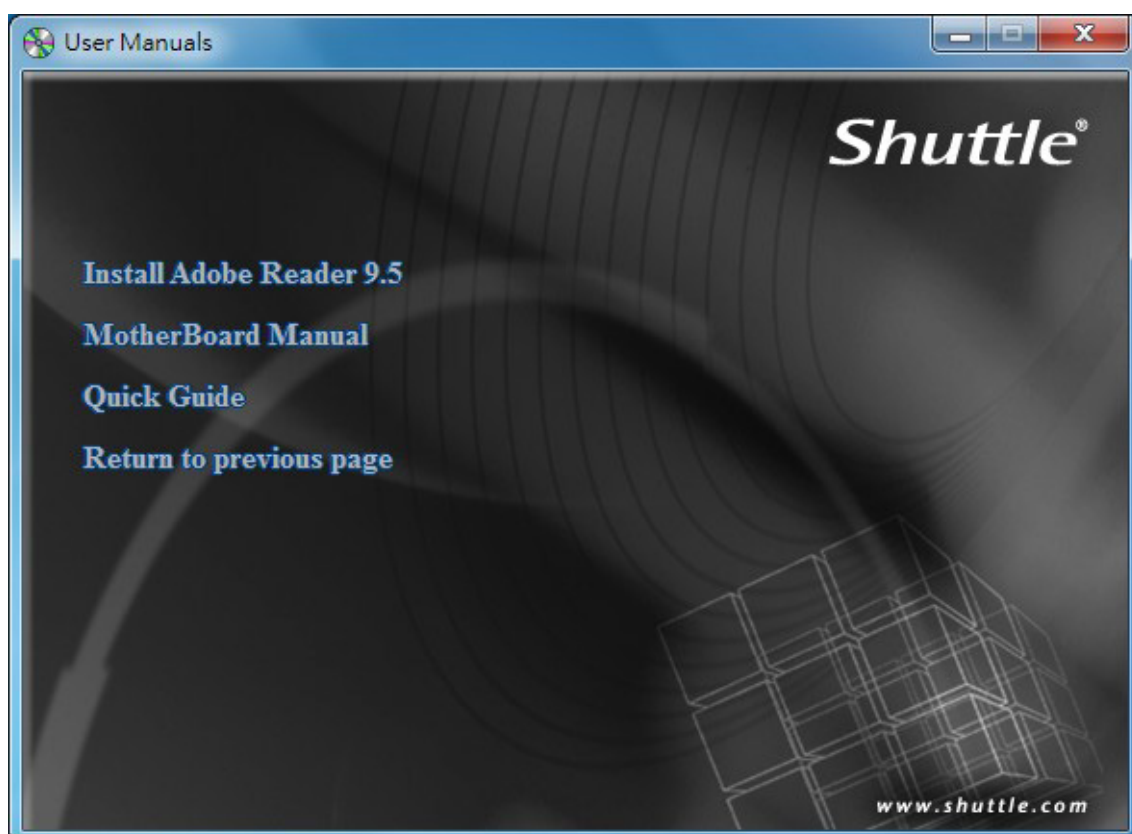 User Manuals
Shuttle®
Install Adobe Reader 9.5
MotherBoard Manual
Quick Guide
Return to previous page
www.shuttle.com